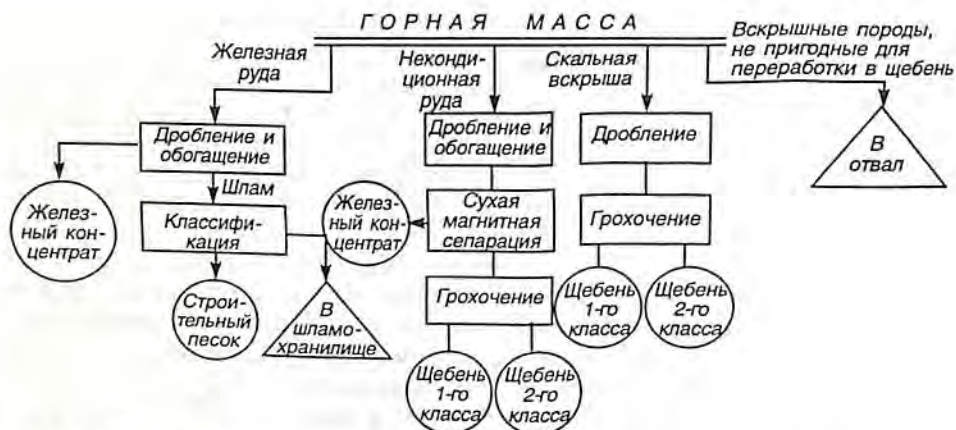 ГОРНАЯ МАССА
Железная
руда
Некондиционная
руда
Скальная
вскрыша
Вскрышные породы,
не пригодные для
переработки в щебень
Дробление и
обогащение
Железный концентрат
Шлам
Классификация
Строительный
песок
В
шламохранилище
Дробление и
обогащение
Железный концентрат
Сухая
магнитная
сепарация
Грохочение
Щебень
1-го
класса
Щебень
2-го
класса
Дробление
Грохочение
Щебень
1-го
класса
Щебень
2-го
класса
В
отвал